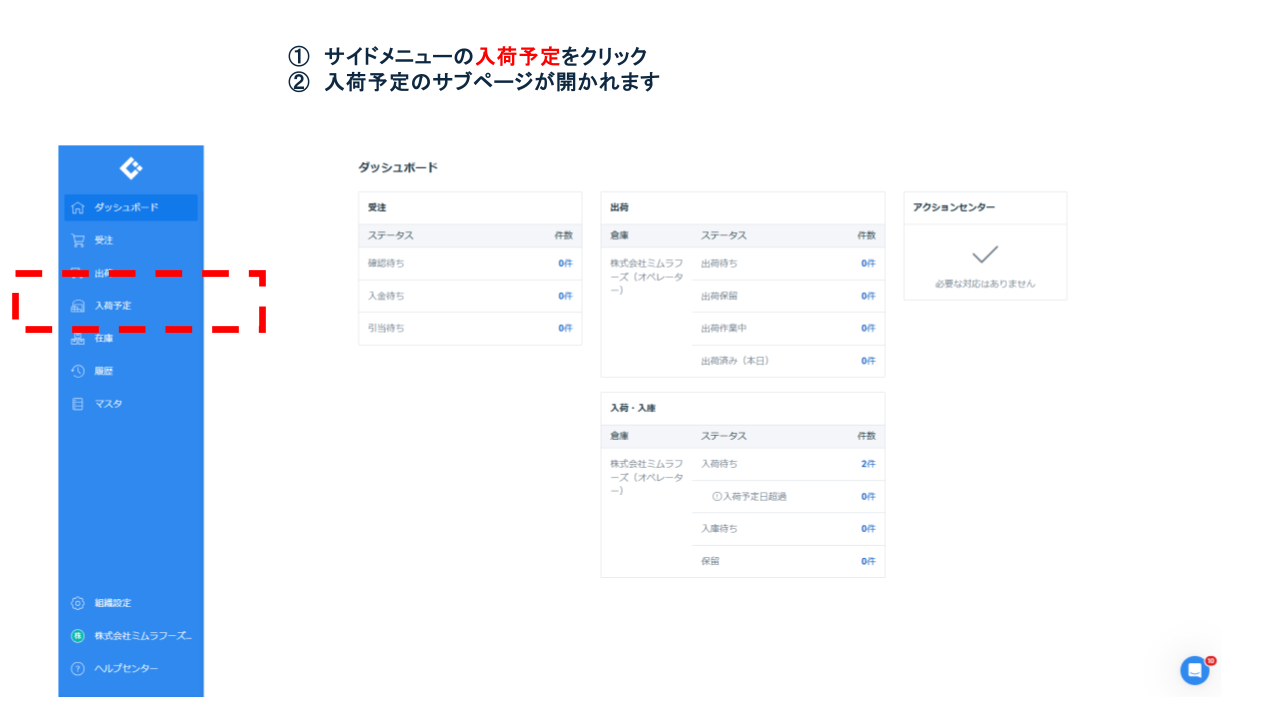 ① サイドメニューの入荷予定をクリック
② 入荷予定のサブページが開かれます
ダッシュボード
受注
出荷
入荷予定
在庫
履歴
マスタ
組織設定
株 株式会社ミムラフーズ...
ヘルプセンター
ダッシュボード
受注
ステータス 件数
確認待ち 0件
入金待ち 0件
引当待ち 0件
出荷
倉庫 ステータス 件数
株式会社ミムラフ
ーズ（オペレータ
ー）
出荷待ち 0件
出荷保留 0件
出荷作業中 0件
出荷済み（本日） 0件
入荷・入庫
倉庫 ステータス 件数
株式会社ミムラフ
ーズ（オペレータ
ー）
入荷待ち 2件
入荷予定日超過 0件
入庫待ち 0件
保留 0件
アクションセンター
必要な対応はありません
10